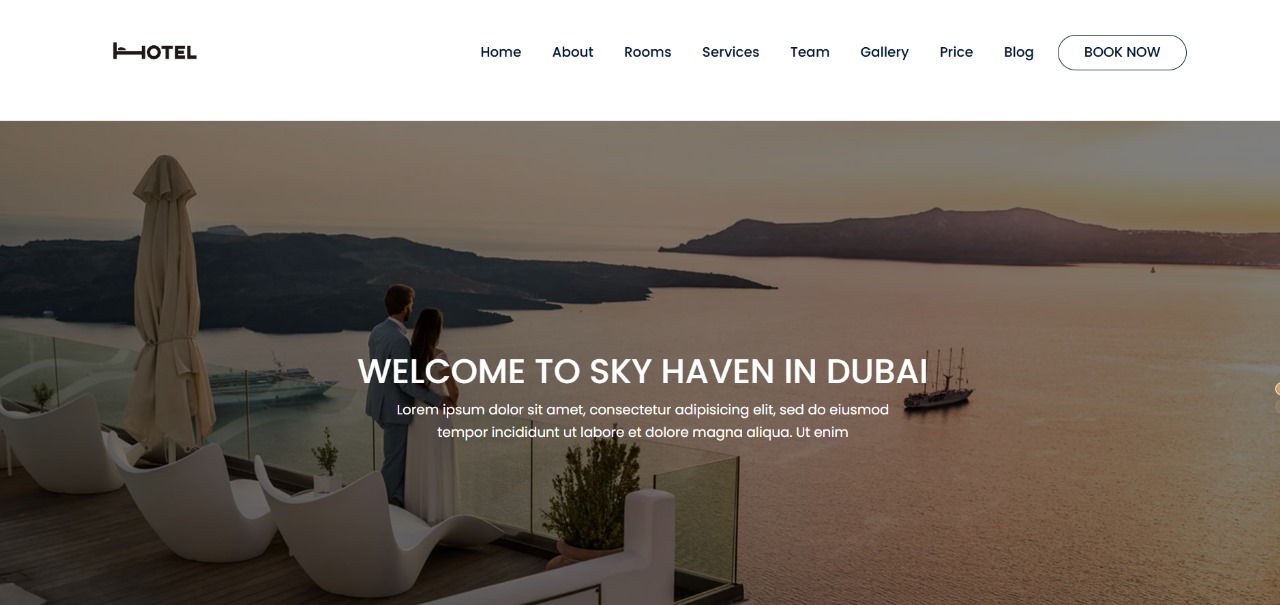 HOTEL
Home About Rooms Services Team Gallery Price Blog BOOK NOW
WELCOME TO SKY HAVEN IN DUBAI
Lorem ipsum dolor sit amet, consectetur adipisicing elit, sed do eiusmod
tempor incididunt ut labore et dolore magna aliqua. Ut enim